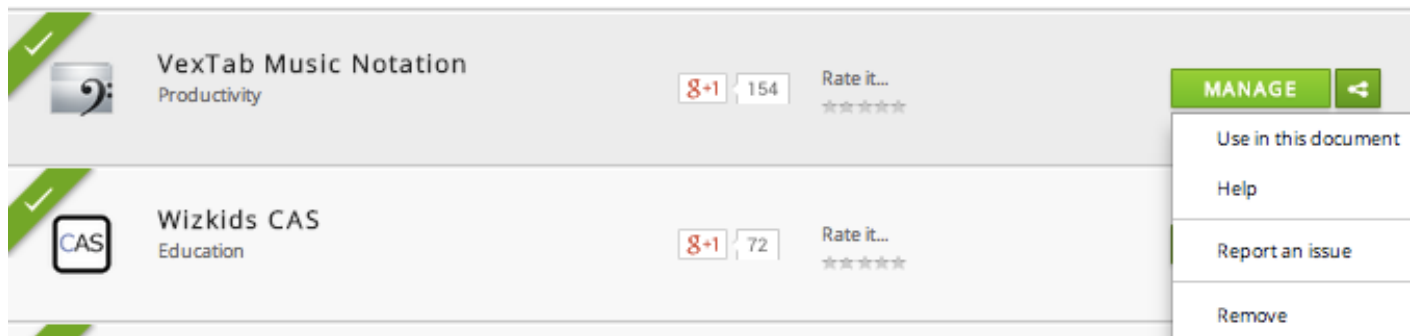 VexTab Music Notation
Productivity
g+1 154
Rate it...
MANAGE
Use in this document
Help
Wizkids CAS
Education
CAS
g+1 72
Rate it...
Report an issue
Remove